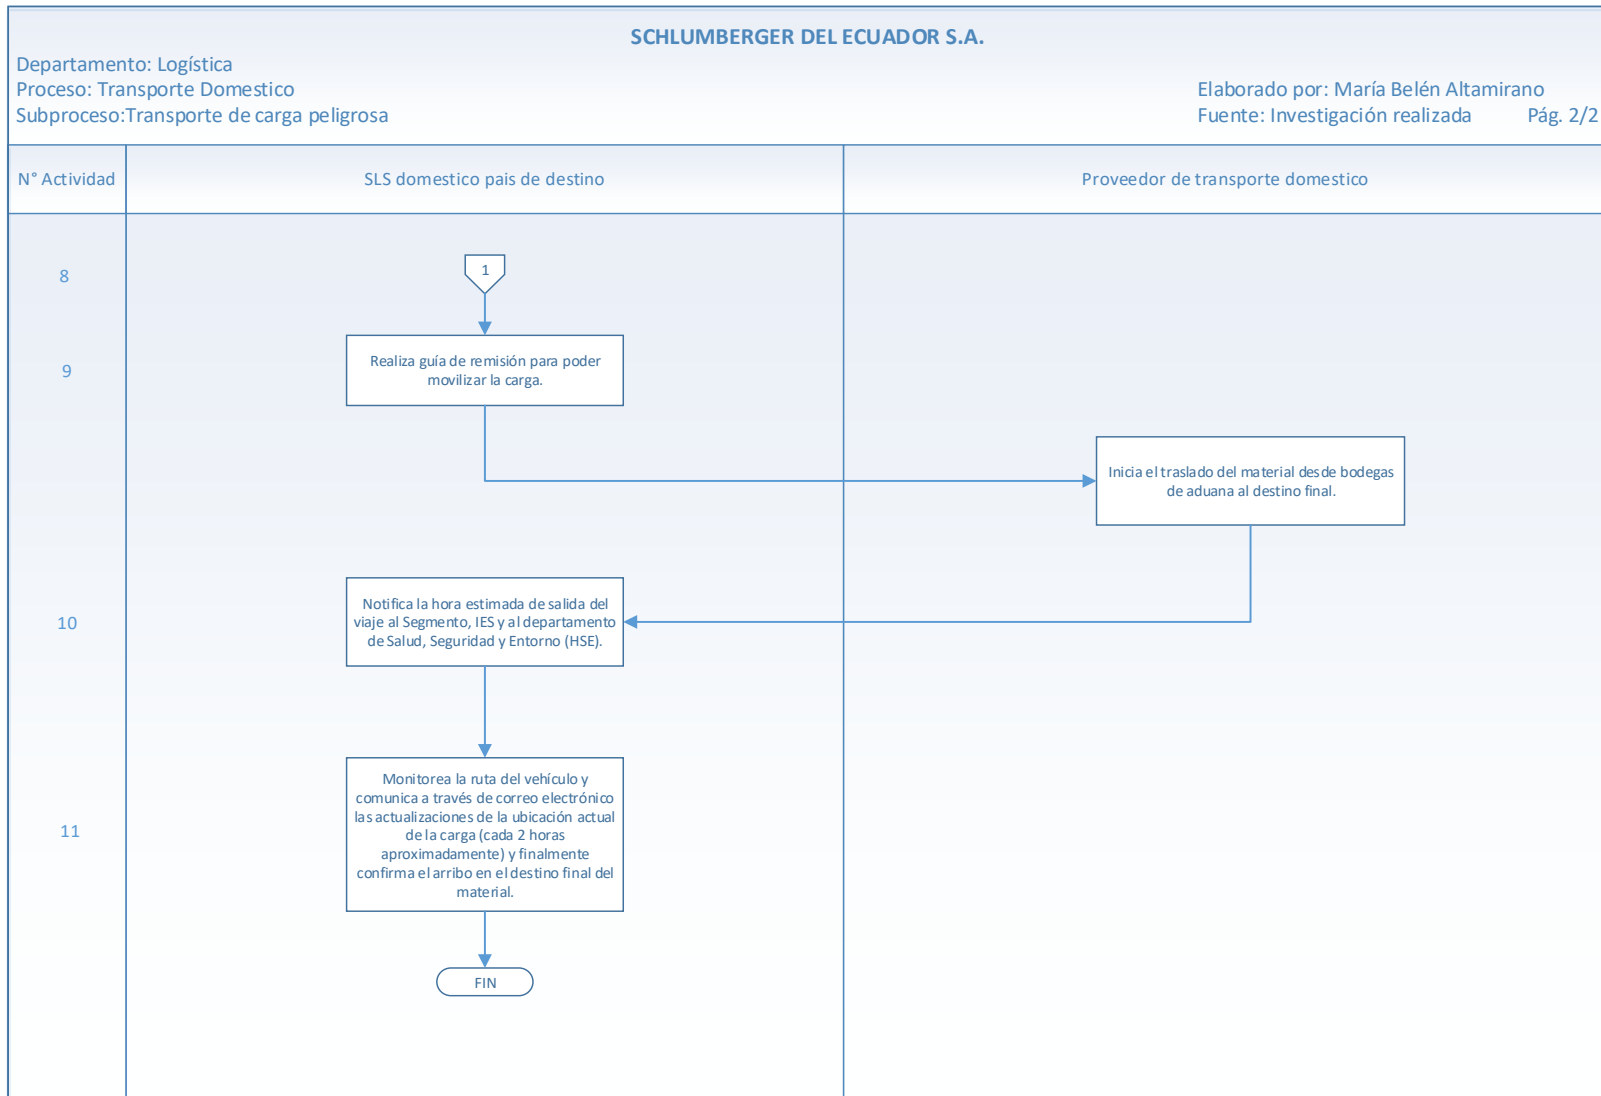 SCHLUMBERGER DEL ECUADOR S.A.
Departamento: Logística
Proceso: Transporte Domestico
Subproceso:Transporte de carga peligrosa
Elaborado por: María Belén Altamirano
Fuente: Investigación realizada Pág. 2/2
N° Actividad
SLS domestico pais de destino
Proveedor de transporte domestico
8
1
9
Realiza guía de remisión para poder
movilizar la carga.
Inicia el traslado del material desde bodegas
de aduana al destino final.
10
Notifica la hora estimada de salida del
viaje al Segmento, IES y al departamento
de Salud, Seguridad y Entorno (HSE).
11
Monitorea la ruta del vehículo y
comunica a través de correo electrónico
las actualizaciones de la ubicación actual
de la carga (cada 2 horas
aproximadamente) y finalmente
confirma el arribo en el destino final del
material.
FIN